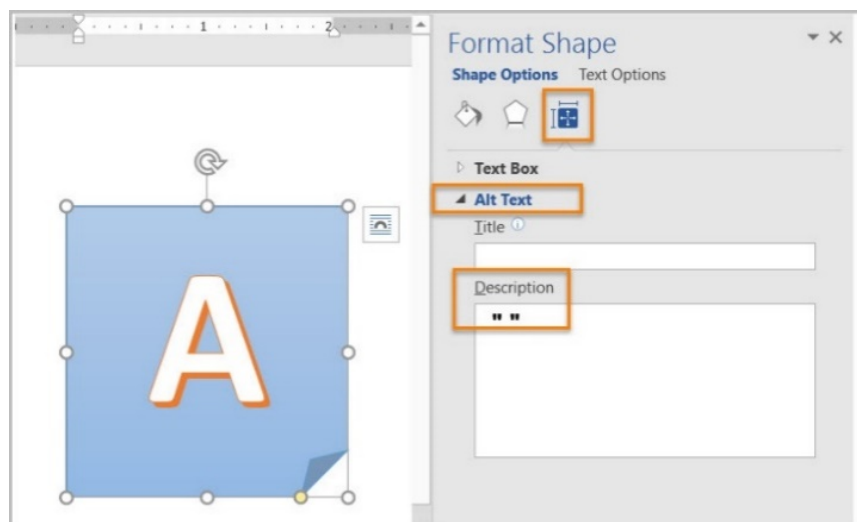 1 2
Format Shape
Shape Options Text Options
Text Box
Alt Text
Title
A
Description
" "